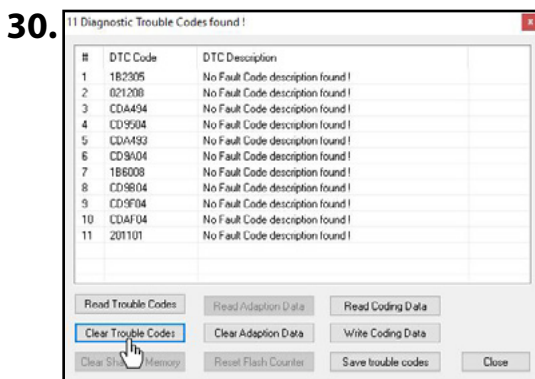 30.
11 Diagnostic Trouble Codes found !
# DTC Code DTC Description
1 1B2305 No Fault Code description found !
2 021208 No Fault Code description found !
3 CDA494 No Fault Code description found !
4 CD9504 No Fault Code description found !
5 CDA493 No Fault Code description found !
6 CD9A04 No Fault Code description found !
7 1B6008 No Fault Code description found !
8 CD9804 No Fault Code description found !
9 CD9F04 No Fault Code description found !
10 CDAF04 No Fault Code description found !
11 201101 No Fault Code description found !
Read Trouble Codes Read Adaption Data Read Coding Data
Clear Trouble Codes Clear Adaption Data Write Coding Data
Clear Memory Reset Flash Counter Save trouble codes Close